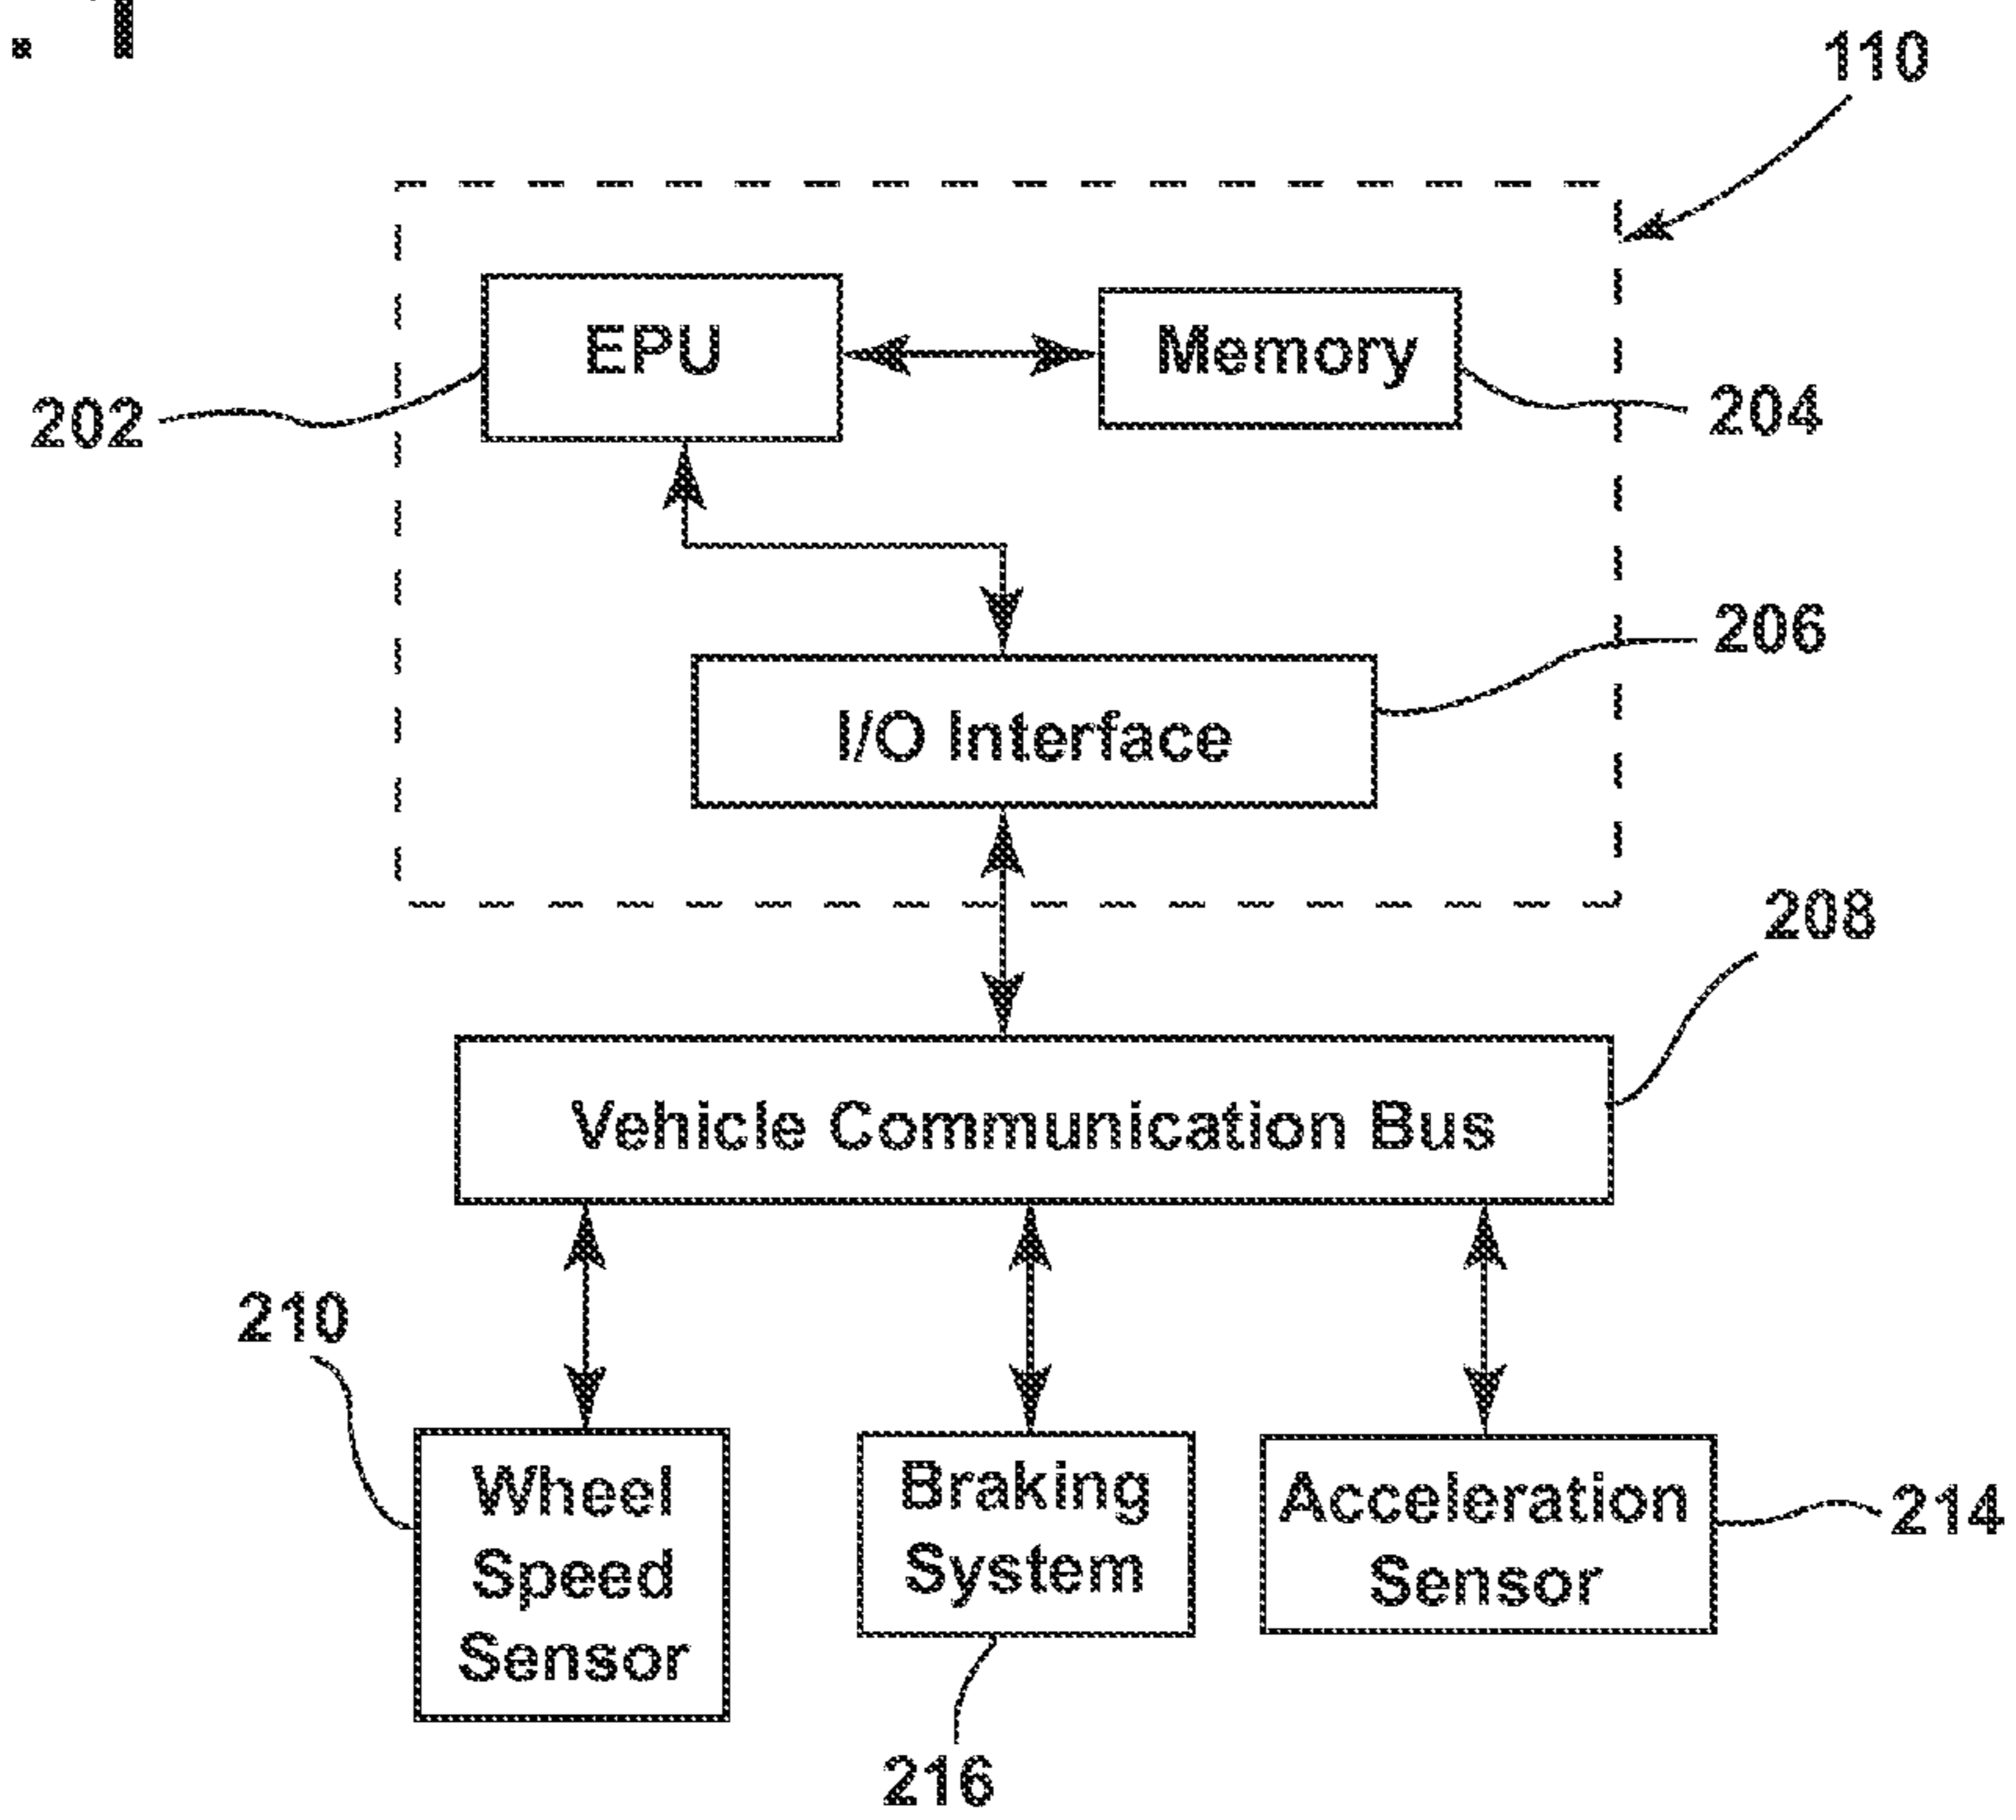 110
EPU
Memory
202
204
206
I/O Interface
208
Vehicle Communication Bus
210
Wheel
Speed
Sensor
Braking
System
Acceleration
Sensor
214
216